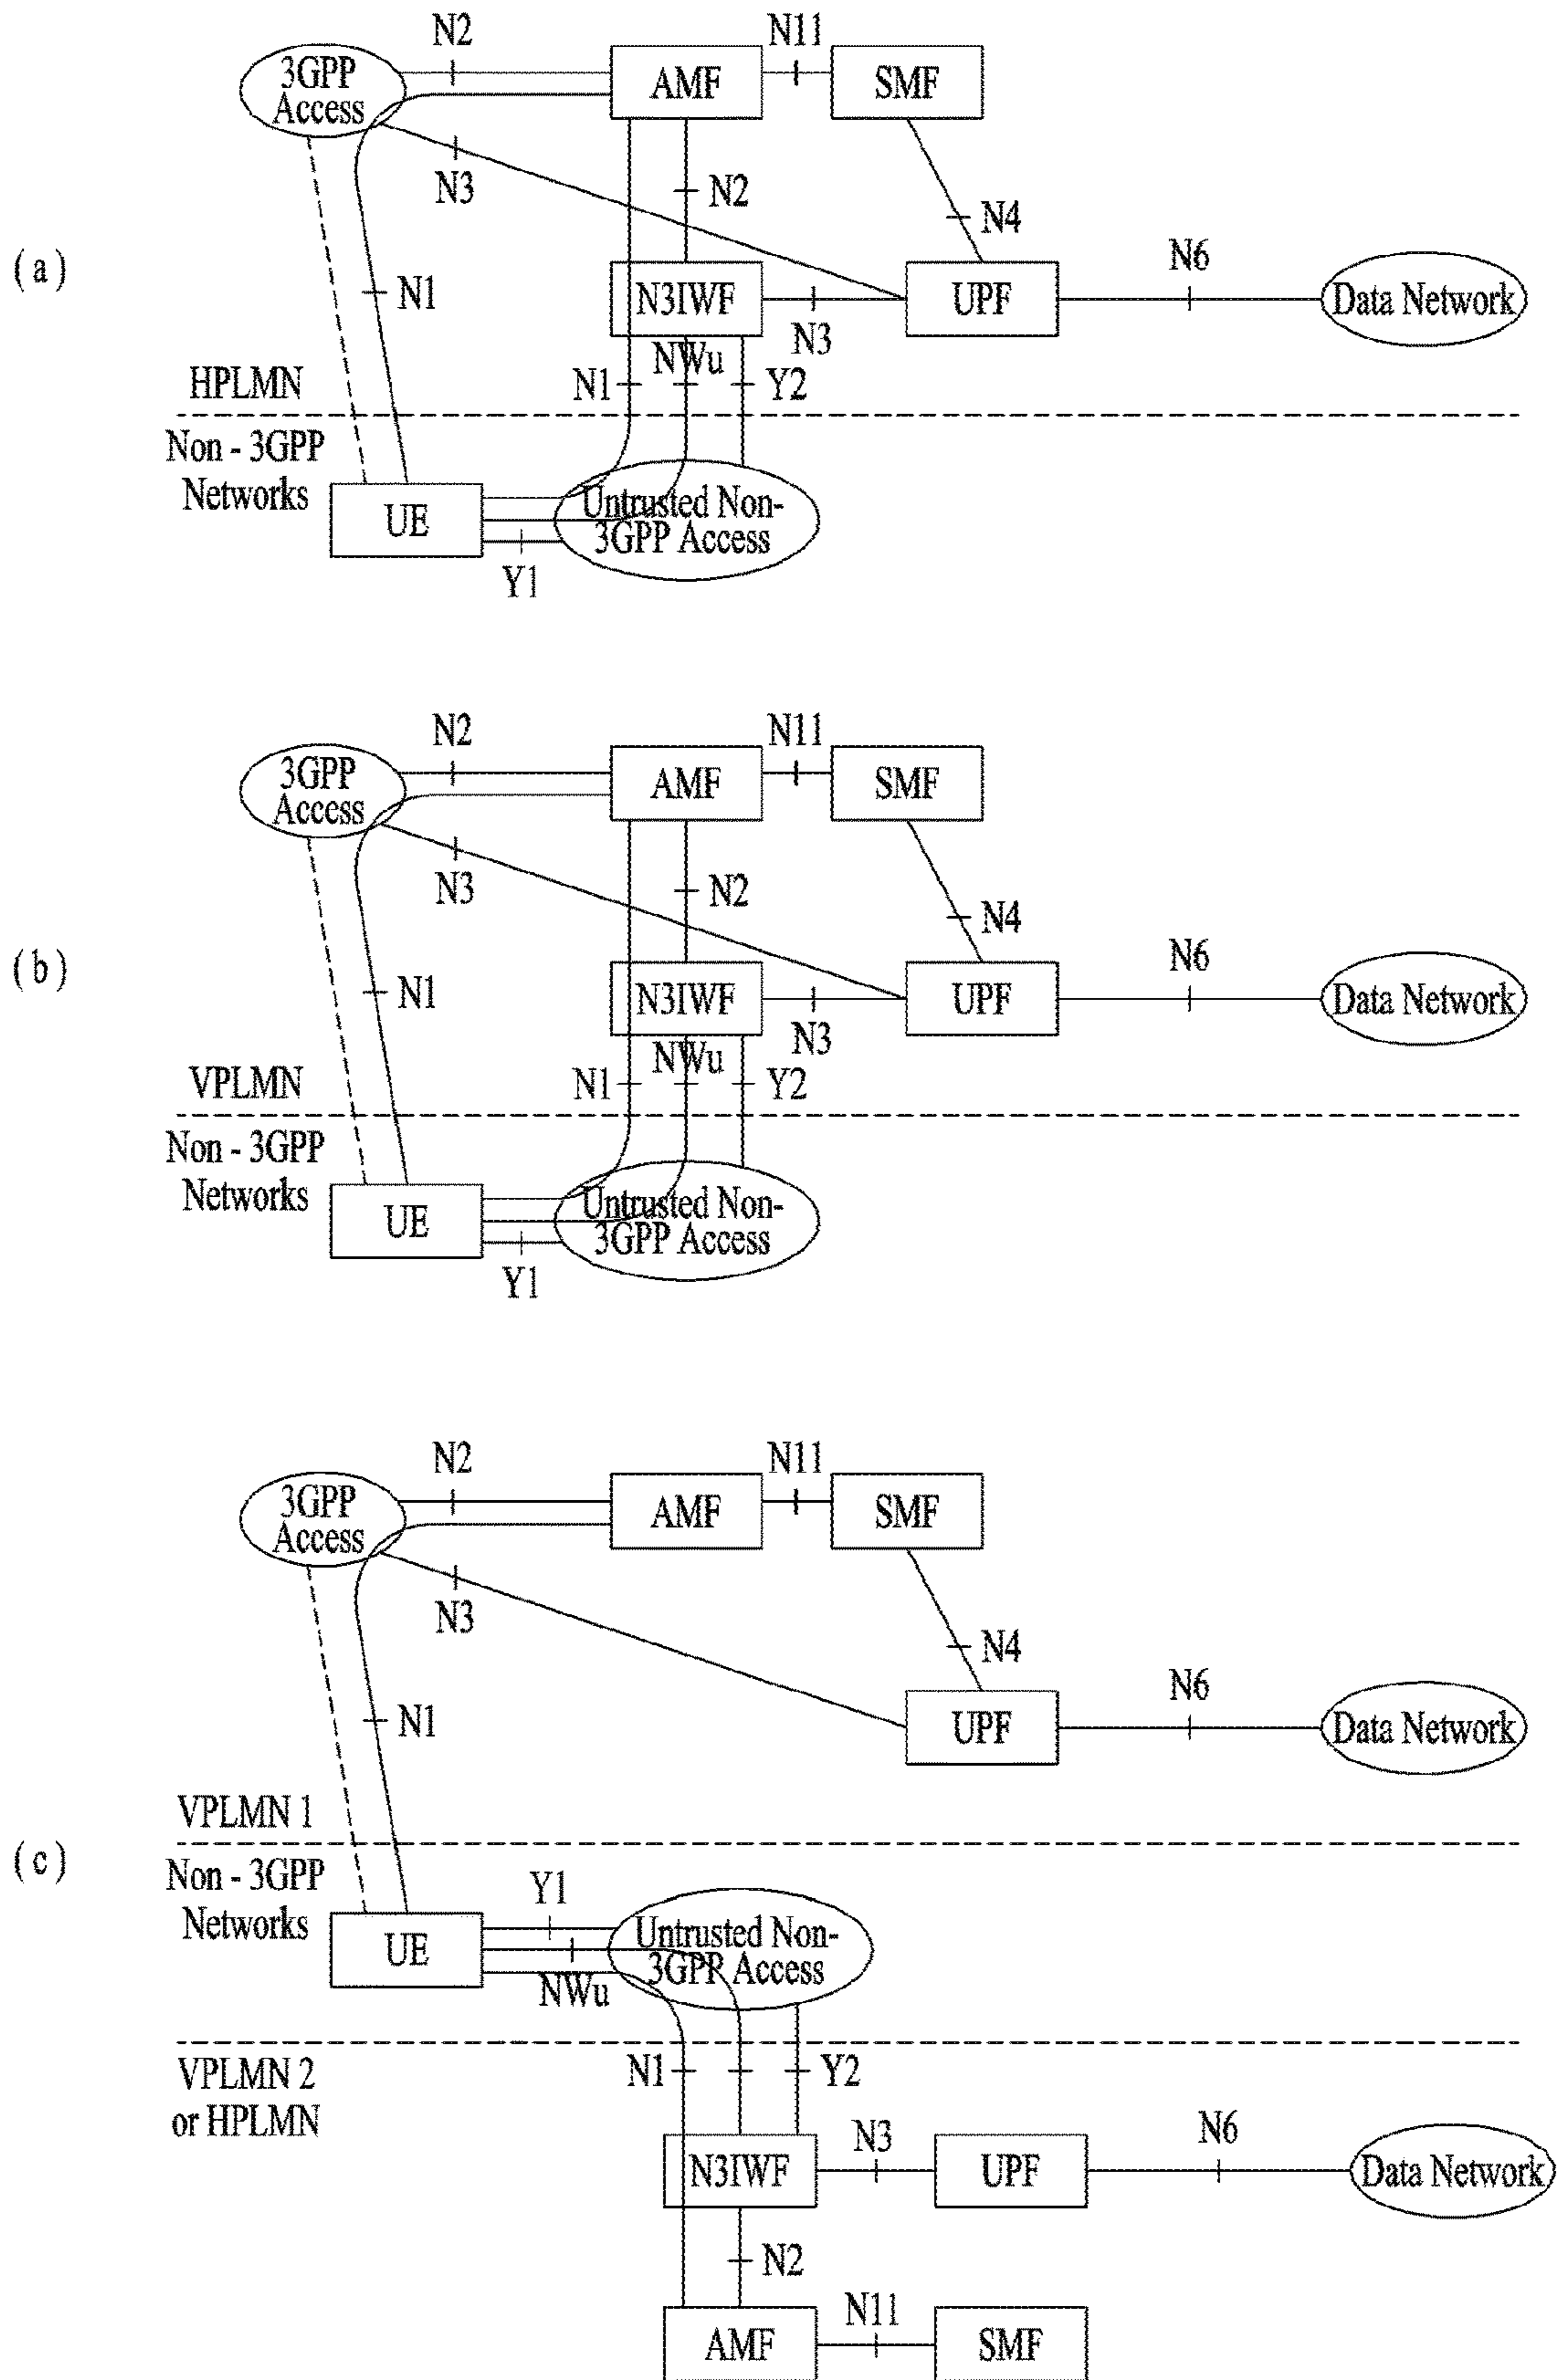 N2
N11
3GPP
Access
AMF
SMF
N3
N2
N4
(a)
N1
N6
N3IWF
UPF
Data Network
N3
HPLMN
N1
NWu
Y2
Non - 3GPP
Networks
UE
Untrusted Non-
3GPP Access
Y1
N2
N11
3GPP
Access
AMF
SMF
N3
N2
N4
(b)
N1
N6
N3IWF
UPF
Data Network
N3
VPLMN
N1
NWu
Y2
Non - 3GPP
Networks
UE
Untrusted Non-
3GPP Access
Y1
N2
N11
3GPP
Access
AMF
SMF
N3
N4
N1
N6
UPF
Data Network
VPLMN 1
(c)
Non - 3GPP
Networks
Y1
UE
Untrusted Non-
3GPP Access
NWu
VPLMN 2
or HPLMN
N1
Y2
N3
N6
N3IWF
UPF
Data Network
N2
N11
AMF
SMF